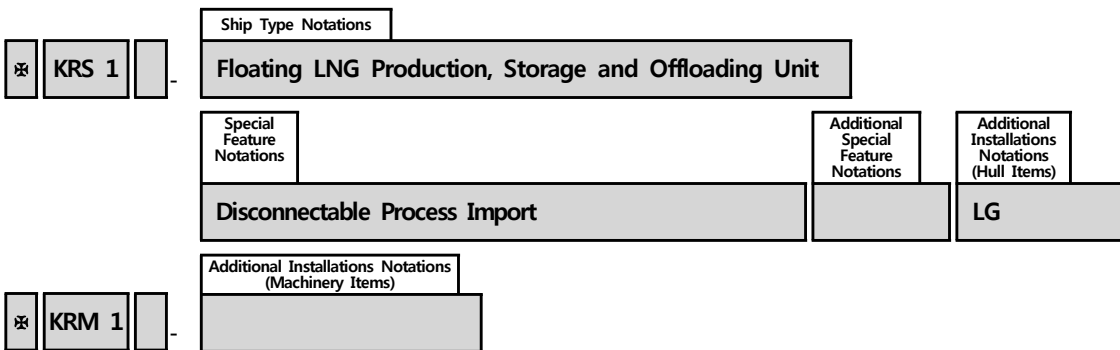 Ship Type Notations
✠ KRS 1 - Floating LNG Production, Storage and Offloading Unit
Special
Feature
Notations
Additional
Special
Feature
Notations
Additional
Installations
Notations
(Hull Items)
Disconnectable Process Import
LG
Additional Installations Notations
(Machinery Items)
✠ KRM 1 -